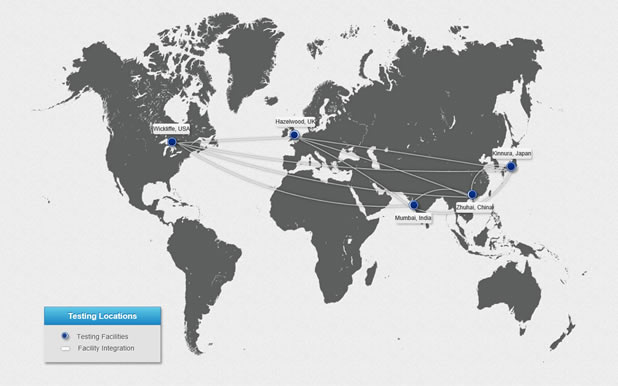 Wickliffe, USA
Hazelwood, UK
Kinnura, Japan
Zhuhai, China
Mumbai, India
Testing Locations
Testing Facilities
Facility Integration